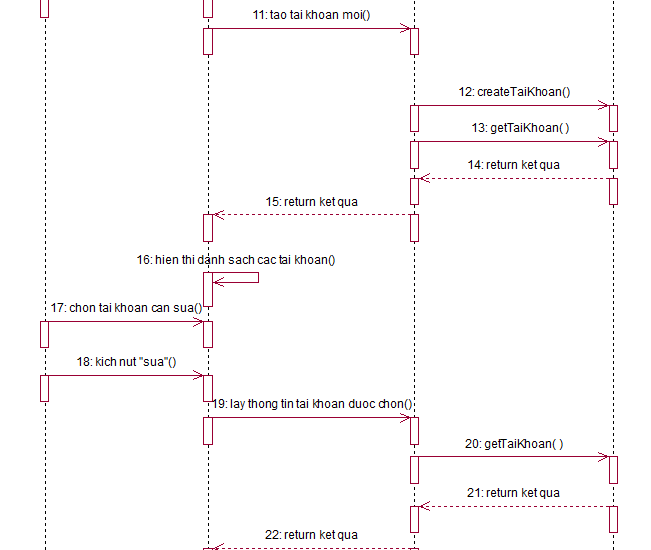 11: tao tai khoan moi()
12: createTaiKhoan()
13: getTaiKhoan( )
14: return ket qua
15: return ket qua
16: hien thi danh sach cac tai khoan()
17: chon tai khoan can sua()
18: kich nut "sua"()
19: lay thong tin tai khoan duoc chon()
20: getTaiKhoan( )
21: return ket qua
22: return ket qua